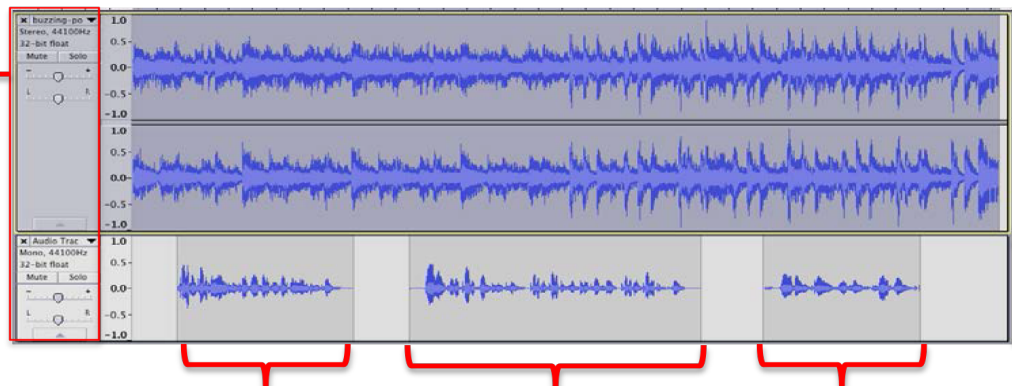 buzzing-po
Stereo, 44100Hz
32-bit float
Mute Solo
- +
L R
1.0
0.5-
0.0-
-0.5-
-1.0
1.0
0.5-
0.0-
-0.5-
-1.0
Audio Trac
Mono, 44100Hz
32-bit float
Mute Solo
- +
L R
1.0
0.5-
0.0-
-0.5-
-1.0